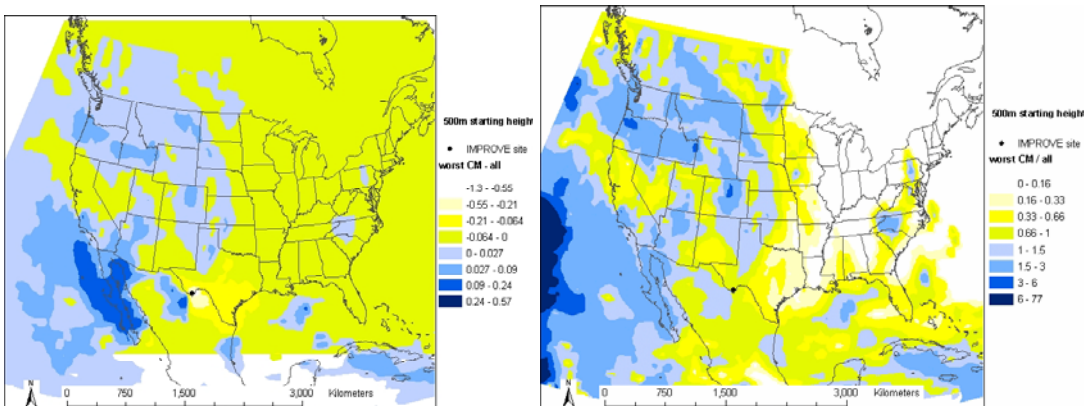 500m starting height
IMPROVE site
worst CM - all
-1.3 - -0.55
-0.55 - -0.21
-0.21 - -0.064
-0.064 - 0
0 - 0.027
0.027 - 0.09
0.09 - 0.24
0.24 - 0.57
N
0 750 1,500 3,000 Kilometers
500m starting height
IMPROVE site
worst CM / all
0 - 0.16
0.16 - 0.33
0.33 - 0.66
0.66 - 1
1 - 1.5
1.5 - 3
3 - 6
6 - 77
N
0 750 1,500 3,000 Kilometers